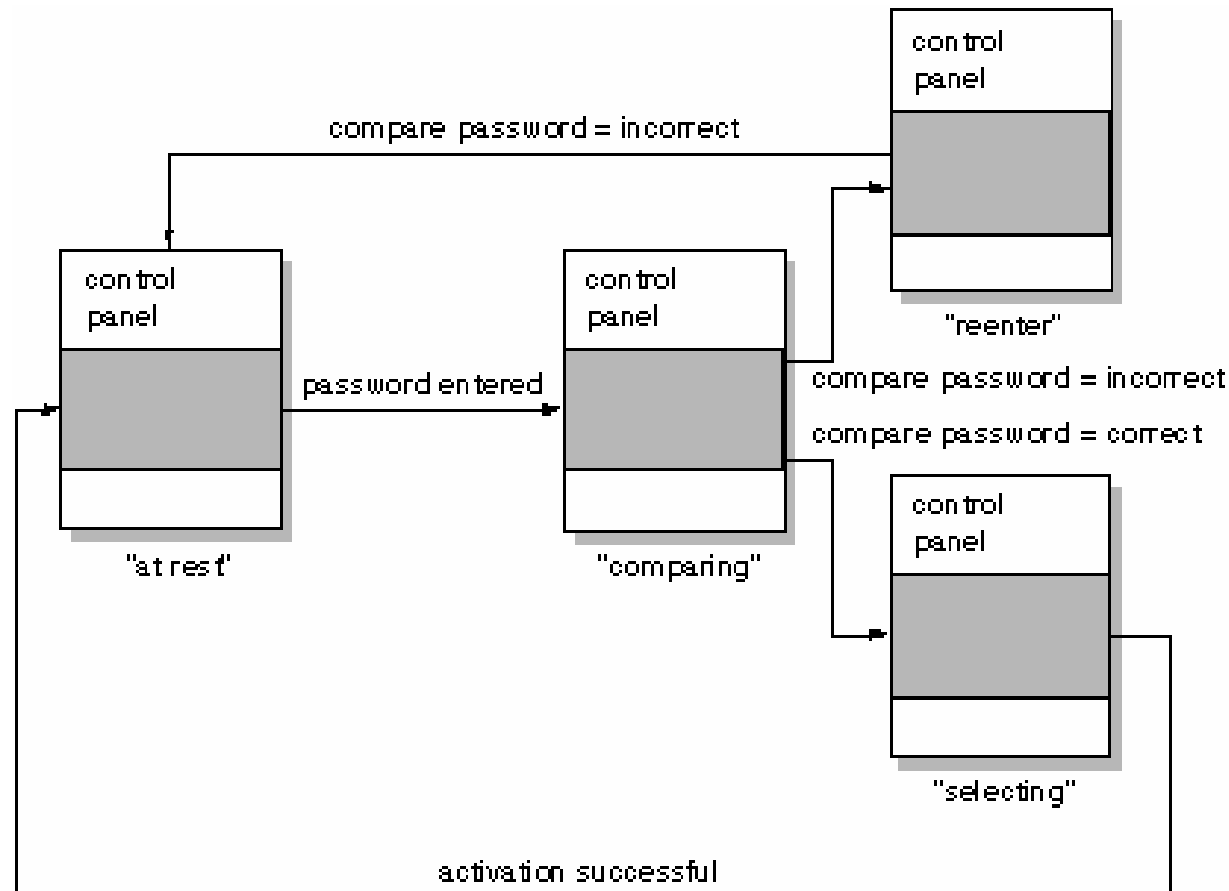 control
panel
compare password = incorrect
control
panel
control
panel
"reenter"
password entered
compare password = incorrect
compare password = correct
control
panel
"at rest"
"comparing"
"selecting"
activation successful